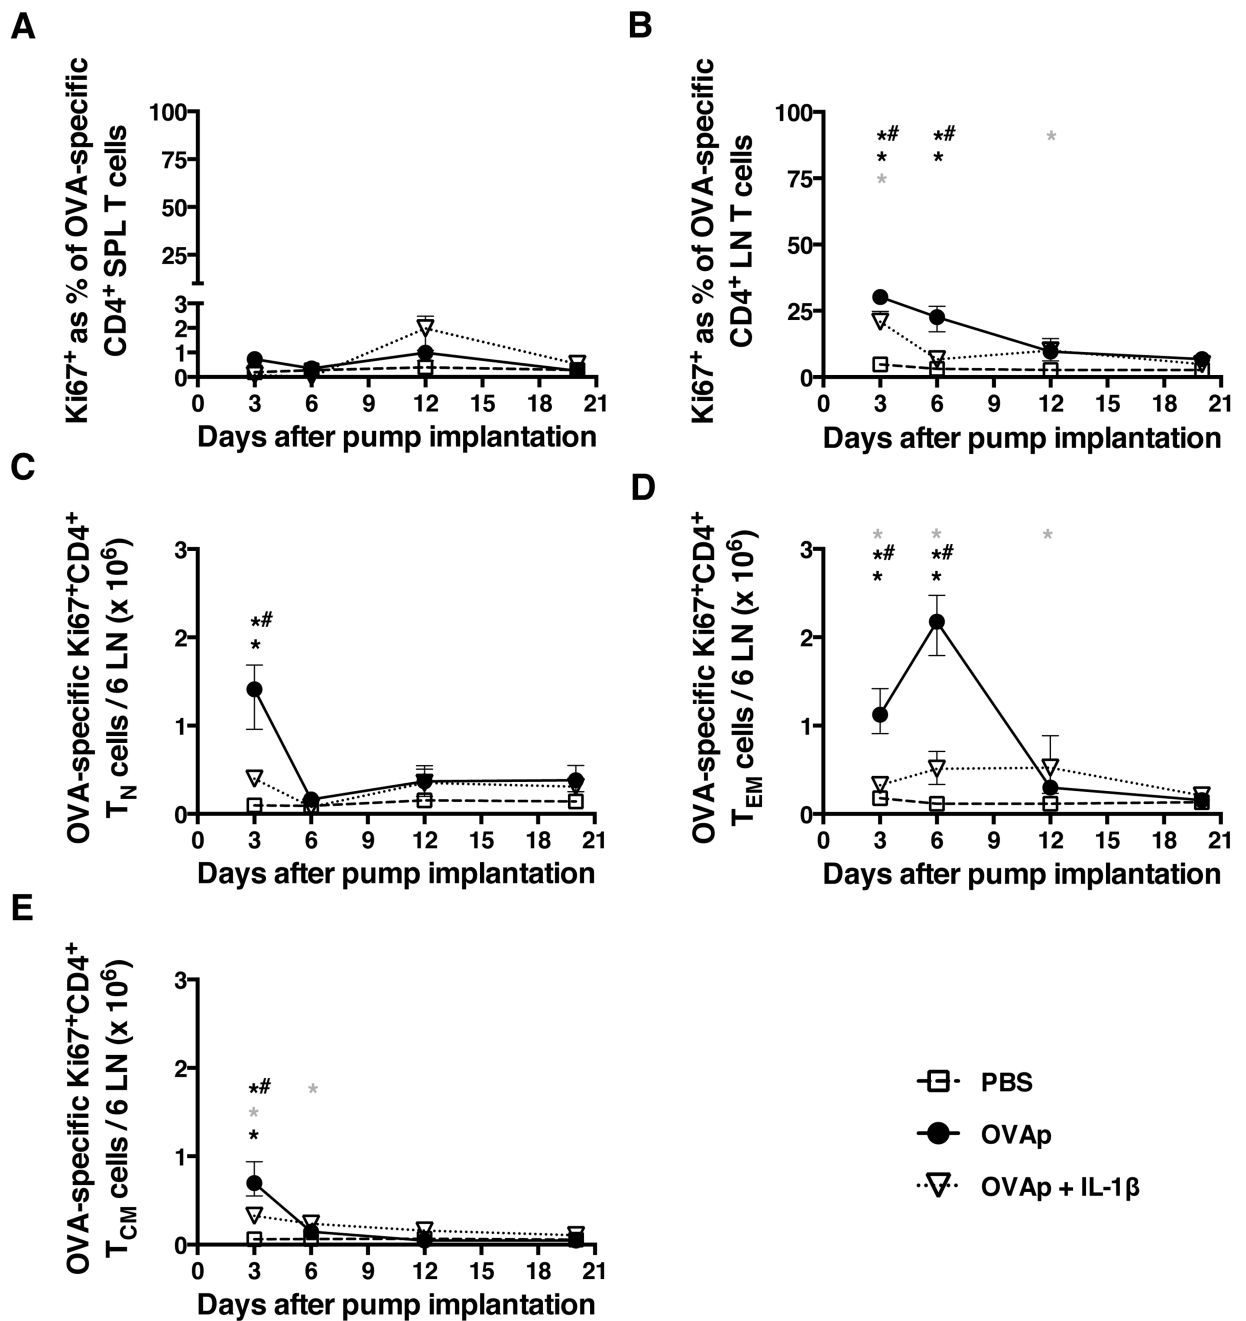 A
Ki67⁺ as % of OVA-specific
CD4⁺ SPL T cells
100
75
50
25
3
2
1
0
0 3 6 9 12 15 18 21
Days after pump implantation
B
Ki67⁺ as % of OVA-specific
CD4⁺ LN T cells
100
75
50
25
0
*# *# *
* *
*
0 3 6 9 12 15 18 21
Days after pump implantation
C
OVA-specific Ki67⁺CD4⁺
T_N cells / 6 LN (x 10⁶)
3
2
1
0
*#
*
0 3 6 9 12 15 18 21
Days after pump implantation
D
OVA-specific Ki67⁺CD4⁺
T_EM cells / 6 LN (x 10⁶)
3
2
1
0
* * *
*# *#
* *
0 3 6 9 12 15 18 21
Days after pump implantation
E
OVA-specific Ki67⁺CD4⁺
T_CM cells / 6 LN (x 10⁶)
3
2
1
0
*# *
*
*
0 3 6 9 12 15 18 21
Days after pump implantation
PBS
OVAp
OVAp + IL-1β